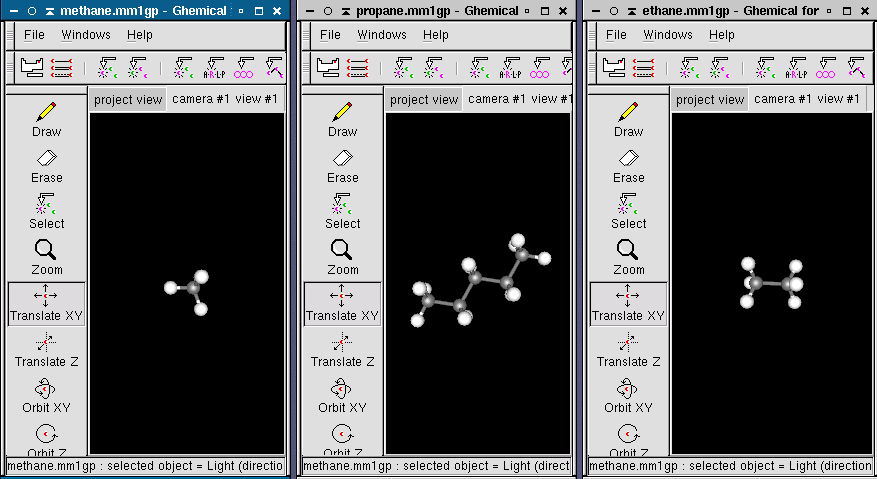 methane.mm1gp - Ghemical
File Windows Help
A·R·L·P
project view camera #1 view #1
Draw
Erase
Select
Zoom
Translate XY
Translate Z
Orbit XY
Orbit Z
methane.mm1gp : selected object = Light (directio
propane.mm1gp - Ghemical
File Windows Help
A·R·L·P
project view camera #1 view #1
Draw
Erase
Select
Zoom
Translate XY
Translate Z
Orbit XY
Orbit Z
methane.mm1gp : selected object = Light (direct
ethane.mm1gp - Ghemical for
File Windows Help
A·R·L·P
project view camera #1 view #1
Draw
Erase
Select
Zoom
Translate XY
Translate Z
Orbit XY
Orbit Z
methane.mm1gp : selected object = Light (direction